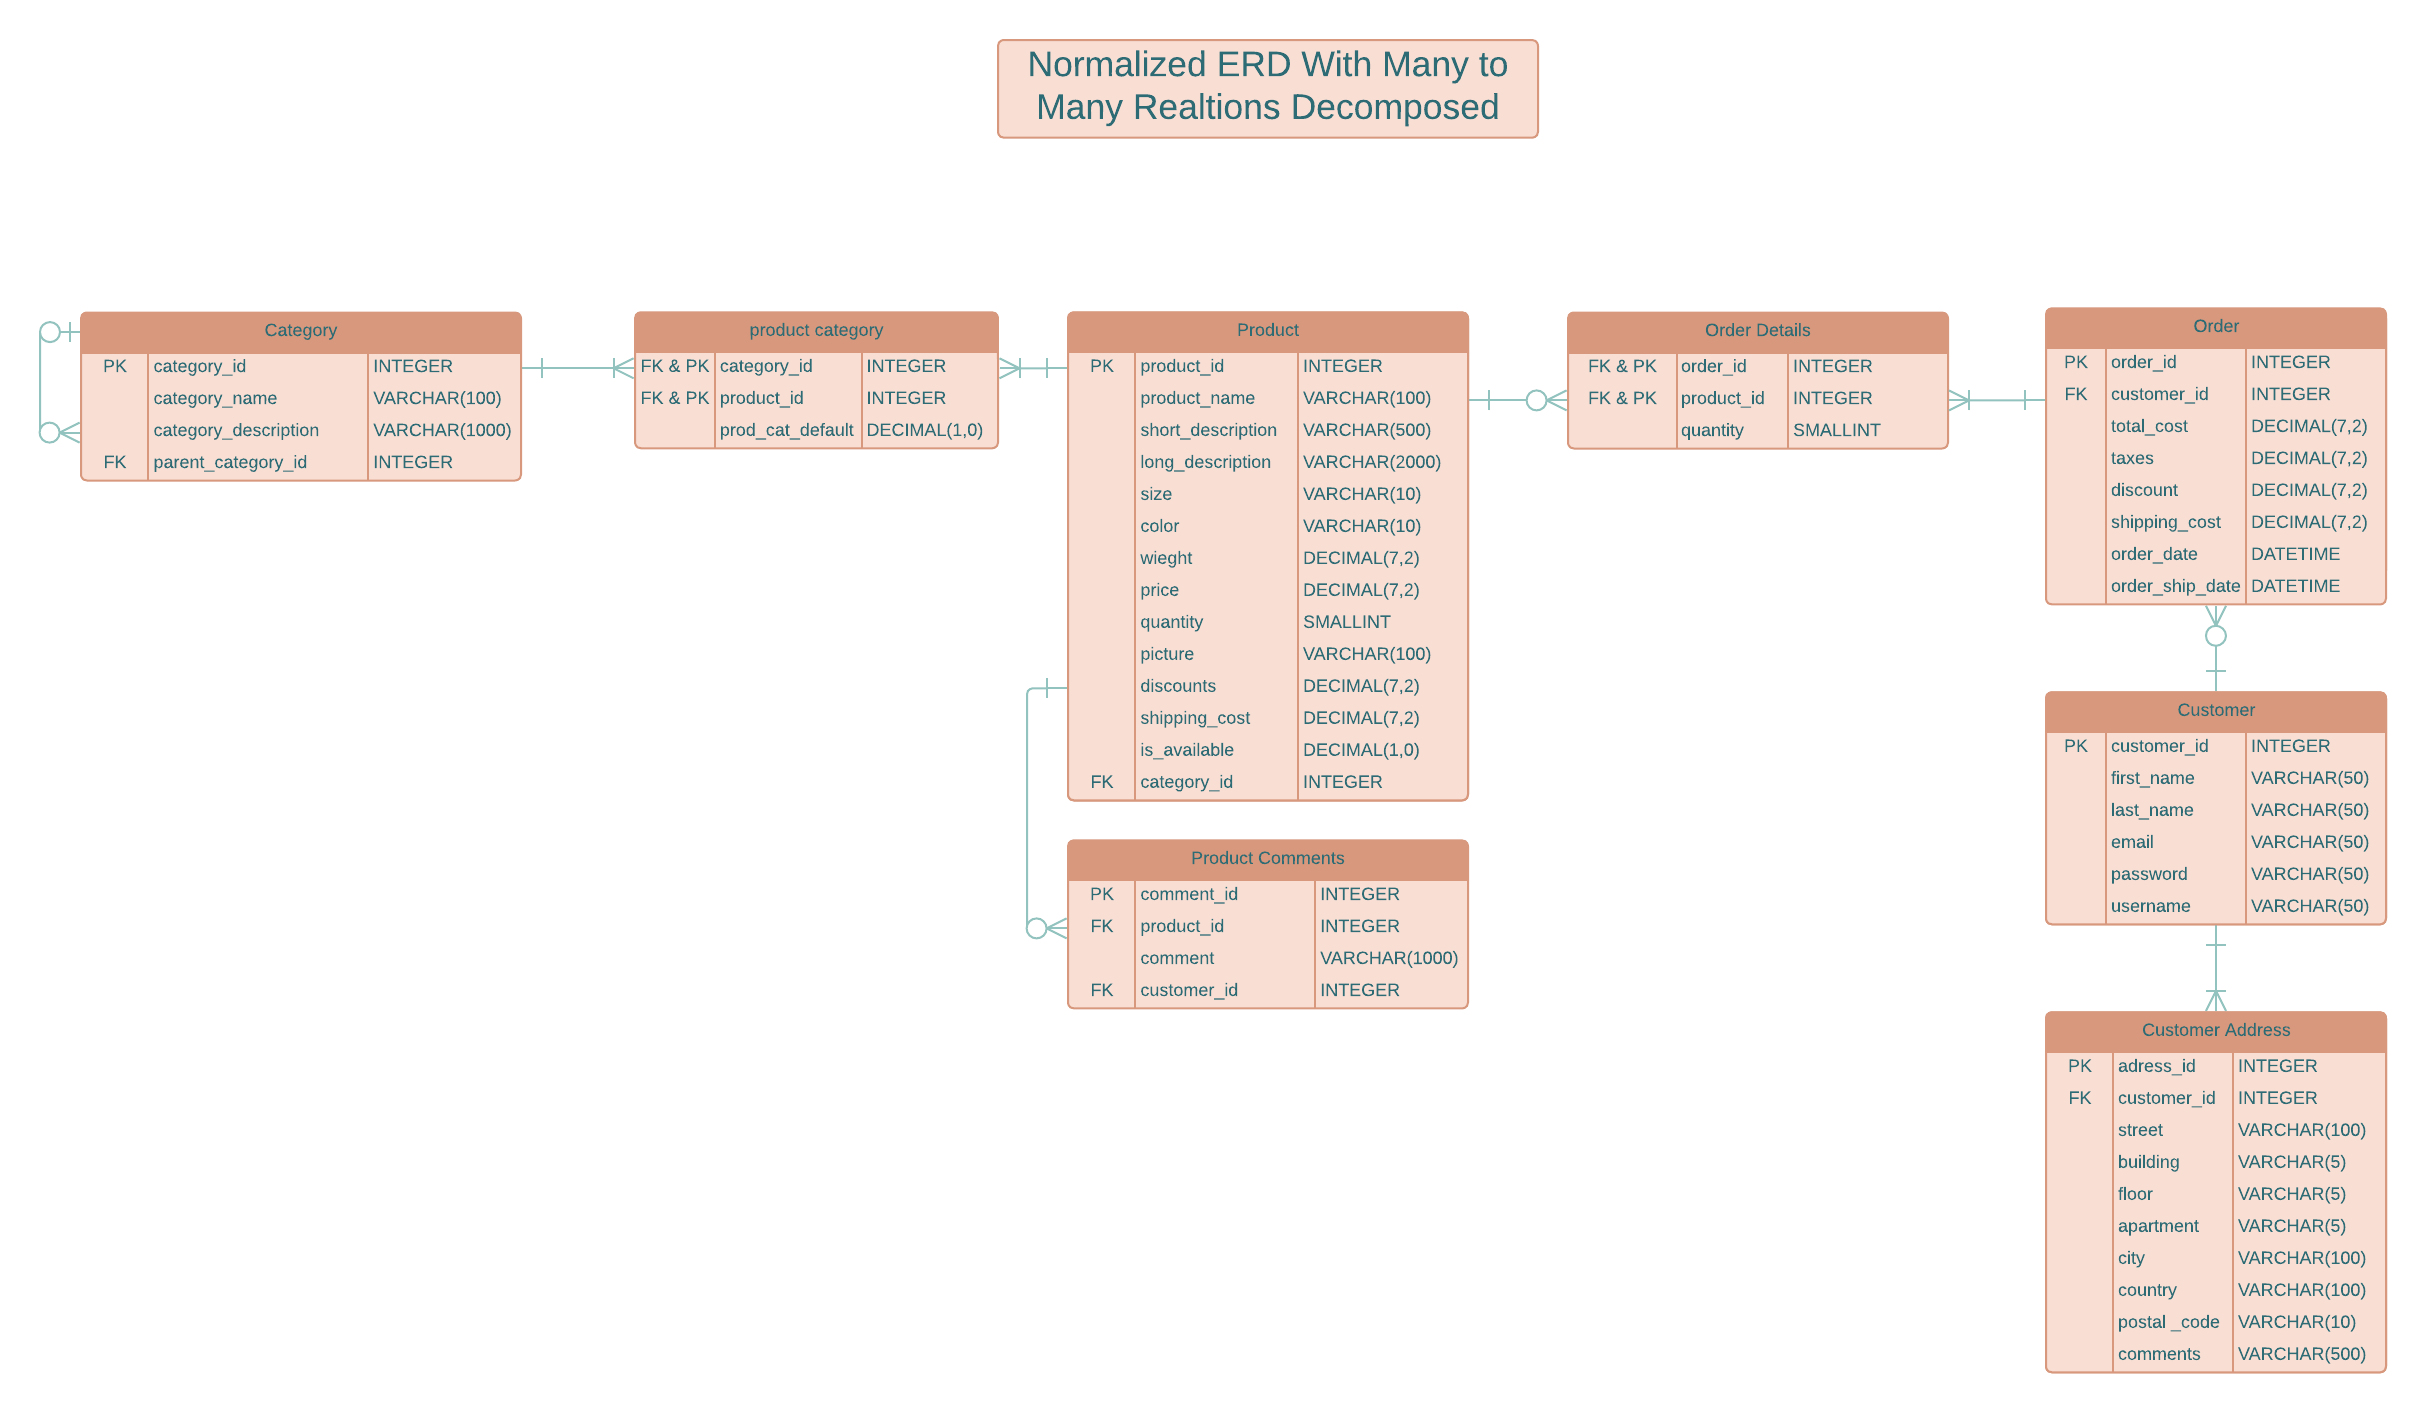 Normalized ERD With Many to
Many Realtions Decomposed
Category
PK category_id INTEGER
category_name VARCHAR(100)
category_description VARCHAR(1000)
FK parent_category_id INTEGER
product category
FK & PK category_id INTEGER
FK & PK product_id INTEGER
prod_cat_default DECIMAL(1,0)
Product
PK product_id INTEGER
product_name VARCHAR(100)
short_description VARCHAR(500)
long_description VARCHAR(2000)
size VARCHAR(10)
color VARCHAR(10)
wieght DECIMAL(7,2)
price DECIMAL(7,2)
quantity SMALLINT
picture VARCHAR(100)
discounts DECIMAL(7,2)
shipping_cost DECIMAL(7,2)
is_available DECIMAL(1,0)
FK category_id INTEGER
Product Comments
PK comment_id INTEGER
FK product_id INTEGER
comment VARCHAR(1000)
FK customer_id INTEGER
Order Details
FK & PK order_id INTEGER
FK & PK product_id INTEGER
quantity SMALLINT
Order
PK order_id INTEGER
FK customer_id INTEGER
total_cost DECIMAL(7,2)
taxes DECIMAL(7,2)
discount DECIMAL(7,2)
shipping_cost DECIMAL(7,2)
order_date DATETIME
order_ship_date DATETIME
Customer
PK customer_id INTEGER
first_name VARCHAR(50)
last_name VARCHAR(50)
email VARCHAR(50)
password VARCHAR(50)
username VARCHAR(50)
Customer Address
PK adress_id INTEGER
FK customer_id INTEGER
street VARCHAR(100)
building VARCHAR(5)
floor VARCHAR(5)
apartment VARCHAR(5)
city VARCHAR(100)
country VARCHAR(100)
postal _code VARCHAR(10)
comments VARCHAR(500)